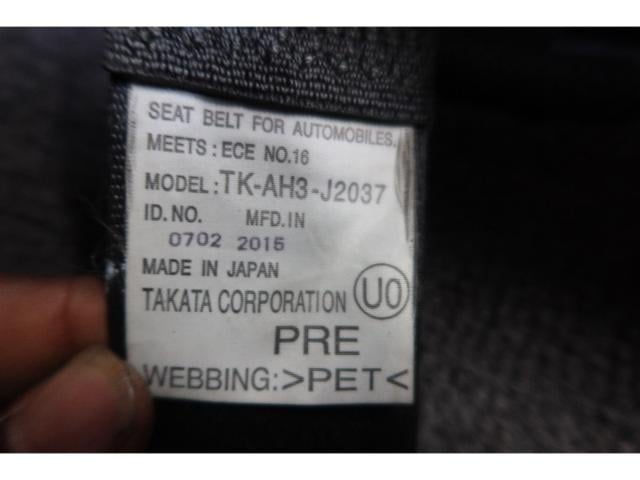 SEAT BELT FOR AUTOMOBILES.
MEETS: ECE NO.16
MODEL: TK-AH3-J2037
ID.NO. MFD.IN
0702 2015
MADE IN JAPAN
TAKATA CORPORATION U0
PRE
WEBBING: >PET<